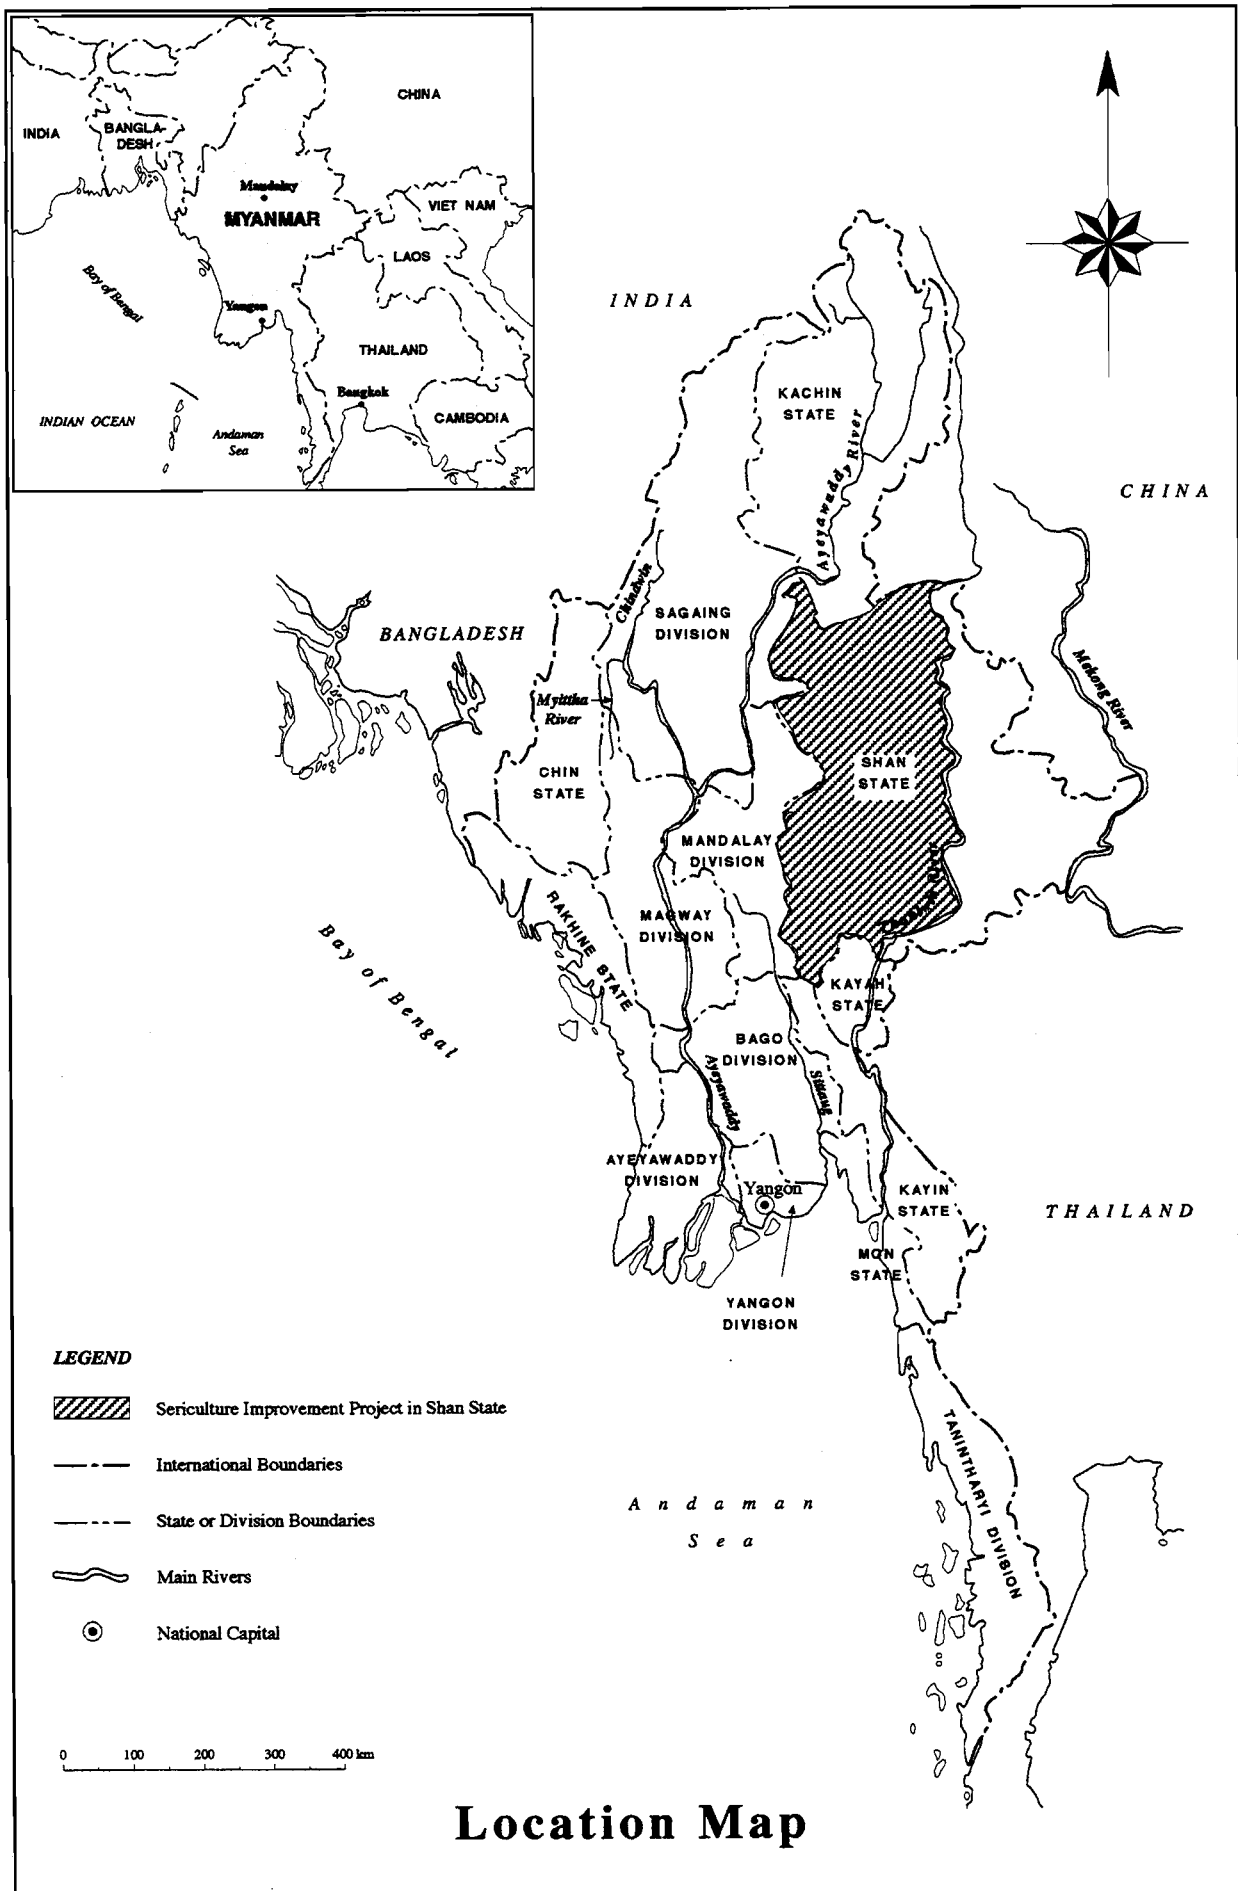 CHINA
INDIA
BANGLA-
DESH
Mandalay
MYANMAR
VIET NAM
LAOS
Bay of Bengal
Yangon
THAILAND
Bangkok
INDIAN OCEAN
Andaman
Sea
CAMBODIA
INDIA
KACHIN
STATE
Ayeyawaddy River
CHINA
Chindwin
SAGAING
DIVISION
BANGLADESH
Myittha
River
Mekong River
CHIN
STATE
SHAN
STATE
MANDALAY
DIVISION
MAGWAY
DIVISION
RAKHINE STATE
Bay of Bengal
KAYAH
STATE
BAGO
DIVISION
Ayeyawaddy
Sittang
AYEYAWADDY
DIVISION
Yangon
KAYIN
STATE
THAILAND
MON
STATE
YANGON
DIVISION
LEGEND
Sericulture Improvement Project in Shan State
International Boundaries
State or Division Boundaries
Main Rivers
National Capital
TANINTHARYI DIVISION
Andaman
Sea
0 100 200 300 400 km
Location Map